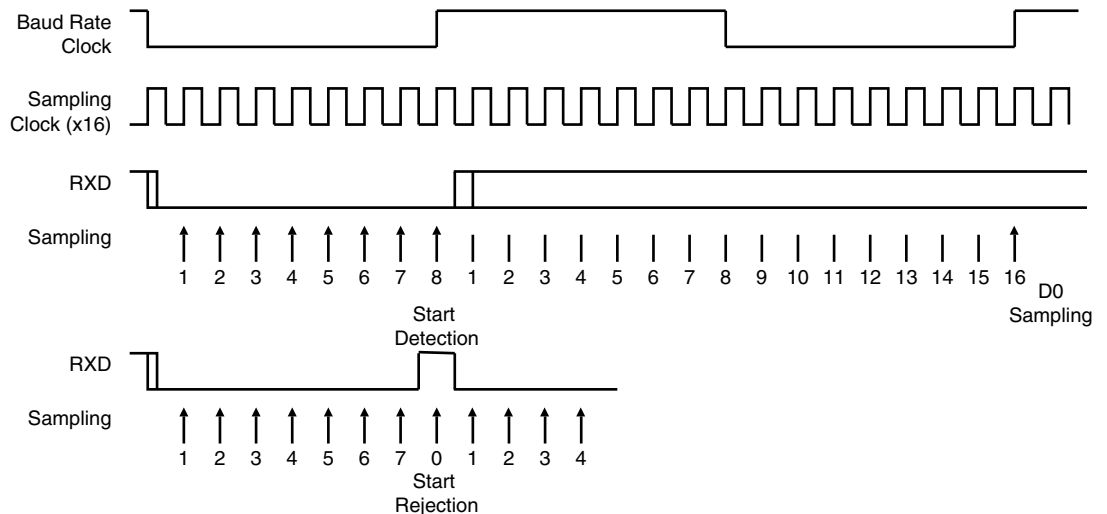 Baud Rate
Clock
Sampling
Clock (x16)
RXD
Sampling
1 2 3 4 5 6 7 8 1 2 3 4 5 6 7 8 9 10 11 12 13 14 15 16
D0
Sampling
Start
Detection
RXD
Sampling
1 2 3 4 5 6 7 0 1 2 3 4
Start
Rejection